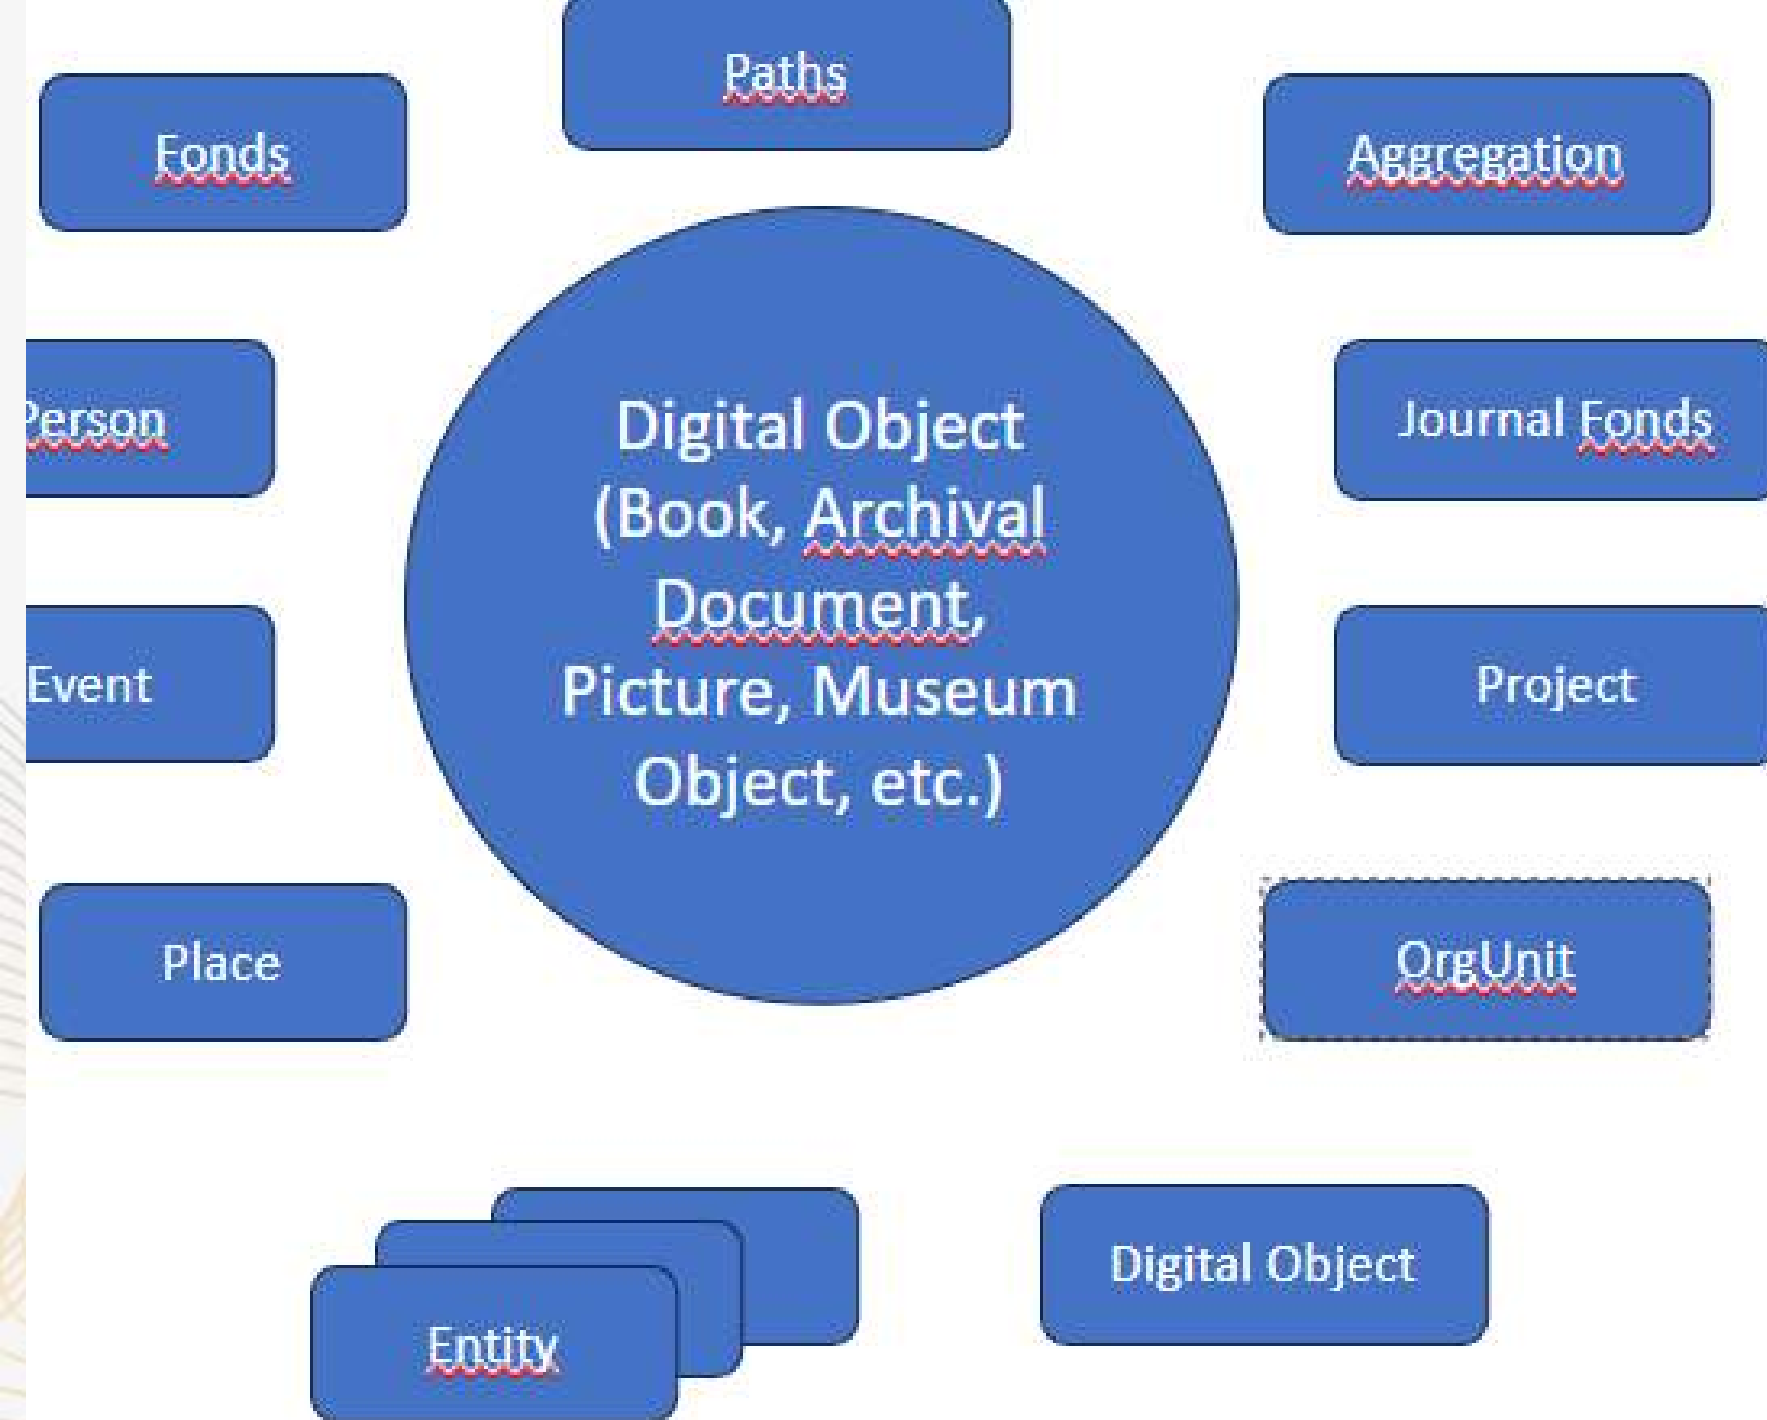 Paths
Fonds
Aggregation
Person
Journal Fonds
Digital Object
(Book, Archival
Document,
Picture, Museum
Object, etc.)
Event
Project
Place
OrgUnit
Digital Object
Entity